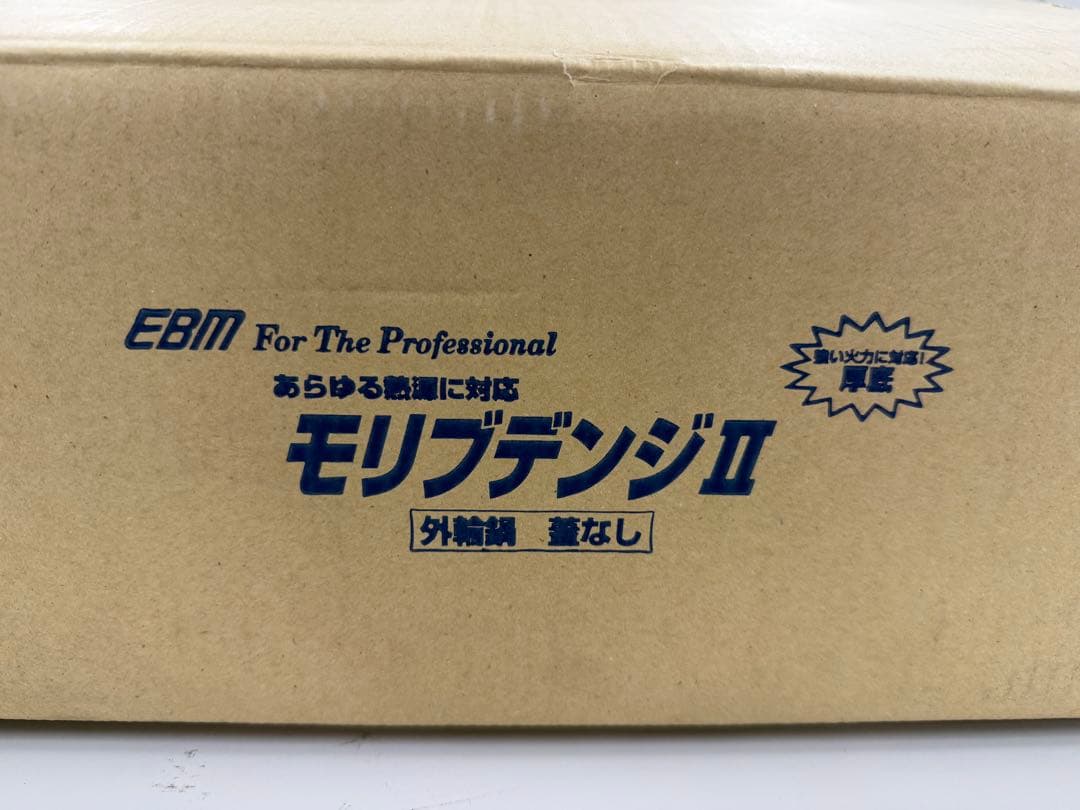 EBM For The Professional
あらゆる熱源に対応
モリブデンジⅡ
外輪鍋 蓋なし
強い火力に対応!
厚底